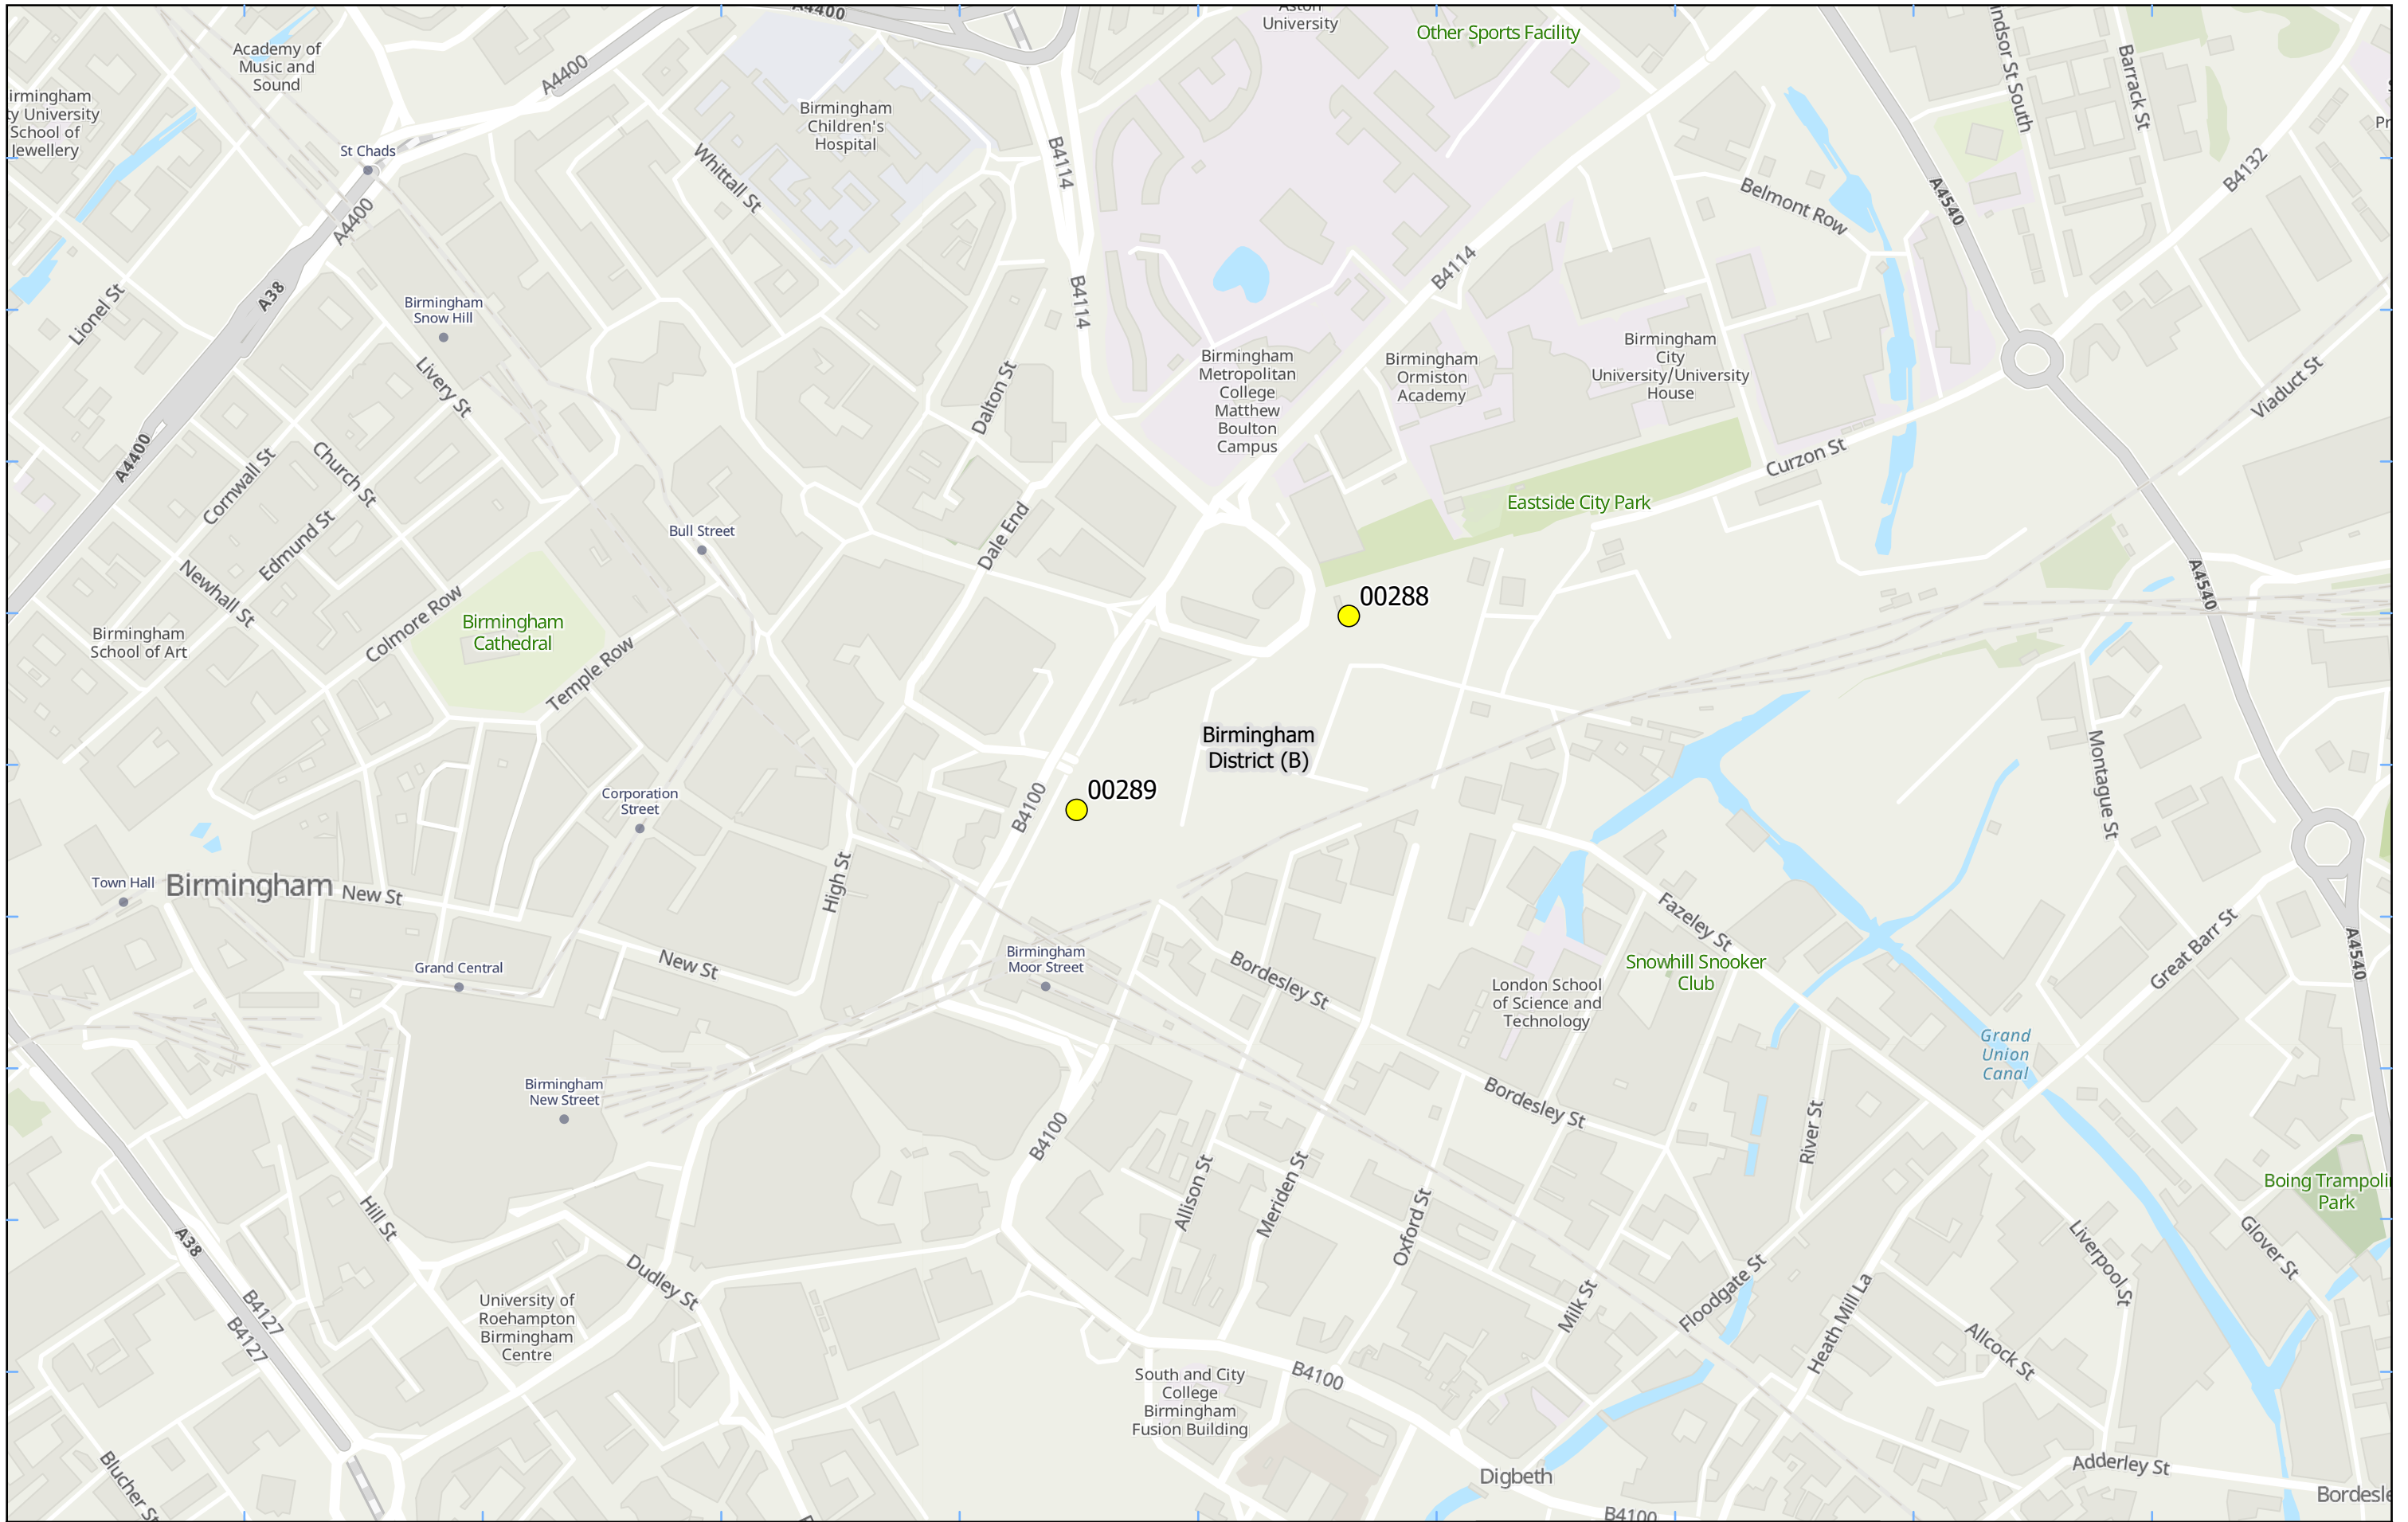 A4400
Aston
University
Other Sports Facility
Academy of
Music and
Sound
A4400
Barrack St
Birmingham
Children's
Hospital
School of
Jewellery
St Chads
B4114
Whittall St
B4132
A4400
Belmont Row
A4540
B4114
A38
Lionel St
Birmingham
Snow Hill
B4114
Birmingham
Metropolitan
College
Matthew
Boulton
Campus
Birmingham
Ormiston
Academy
Birmingham
City
University/University
House
Livery St
Dalton St
Viaduct St
A4400
Church St
Cornwall St
Curzon St
Eastside City Park
Edmund St
Bull Street
Dale End
Newhall St
A4540
00288
Colmore Row
Birmingham
Cathedral
Birmingham
School of Art
Temple Row
Birmingham
District (B)
Montague St
00289
B4100
Corporation
Street
High St
Town Hall
Birmingham
New St
Fazeley St
Great Barr St
A4540
Grand Central
New St
Birmingham
Moor Street
Bordesley St
Snowhill Snooker
Club
London School
of Science and
Technology
Grand
Union
Canal
Birmingham
New Street
Bordesley St
B4100
River St
Allison St
Meriden St
Oxford St
Boing Trampoli
Park
Hill St
A38
Liverpool St
Glover St
Dudley St
Milk St
Floodgate St
Heath Mill La
B4127
B4127
University of
Roehampton
Birmingham
Centre
Allcock St
South and City
College
Birmingham
Fusion Building
B4100
Blucher St
Digbeth
Adderley St
Bordesle
B4100